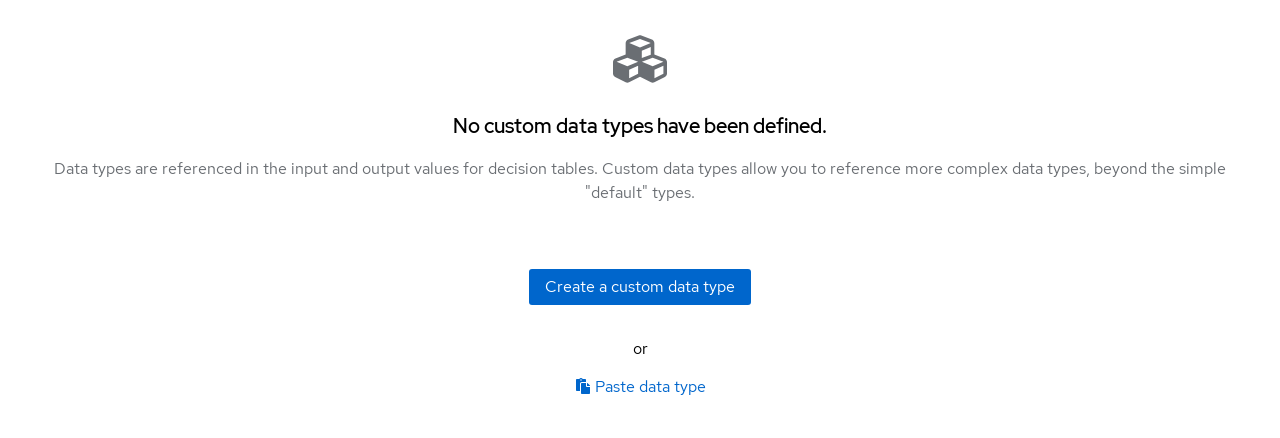 No custom data types have been defined.
Data types are referenced in the input and output values for decision tables. Custom data types allow you to reference more complex data types, beyond the simple
"default" types.
Create a custom data type
or
Paste data type